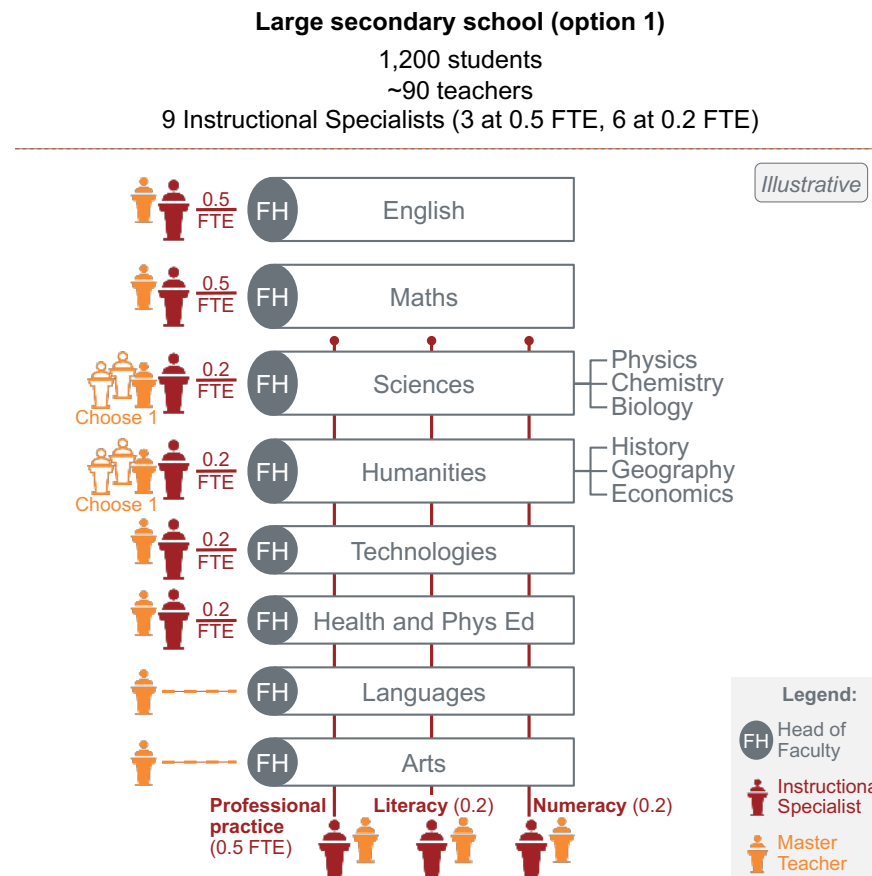 Large secondary school (option 1)
1,200 students
~90 teachers
9 Instructional Specialists (3 at 0.5 FTE, 6 at 0.2 FTE)
Illustrative
0.5
FTE
FH
English
0.5
FTE
FH
Maths
Choose 1
0.2
FTE
FH
Sciences
Physics
Chemistry
Biology
Choose 1
0.2
FTE
FH
Humanities
History
Geography
Economics
0.2
FTE
FH
Technologies
0.2
FTE
FH
Health and Phys Ed
FH
Languages
FH
Arts
Professional
practice
(0.5 FTE)
Literacy (0.2)
Numeracy (0.2)
Legend:
FH
Head of
Faculty
Instructiona
Specialist
Master
Teacher